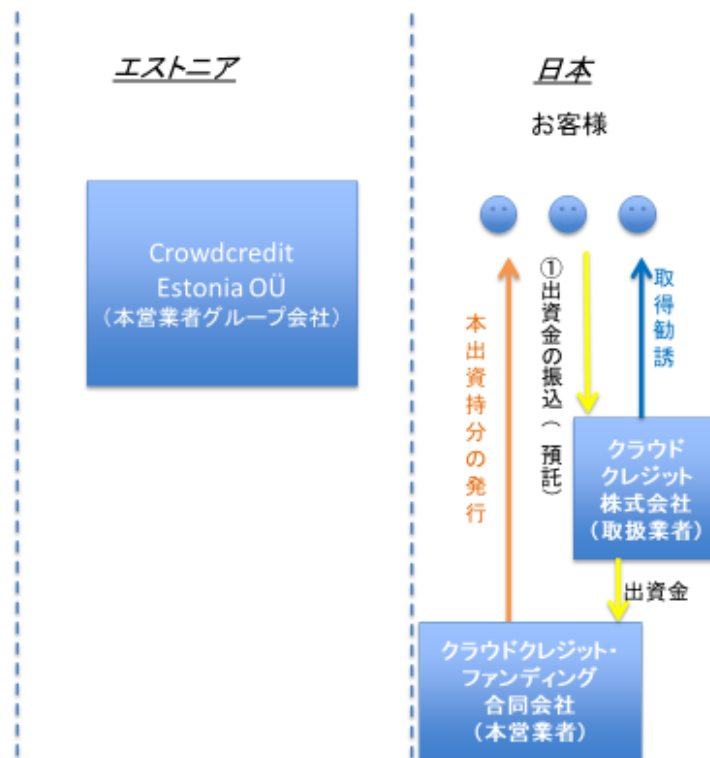 エストニア
日本
お客様
Crowdcredit
Estonia OÜ
（本営業者グループ会社）
本出資持分の発行
①出資金の振込（ 預託）
取得勧誘
クラウド
クレジット
株式会社
（取扱業者）
出資金
クラウドクレジット・
ファンディング
合同会社
（本営業者）